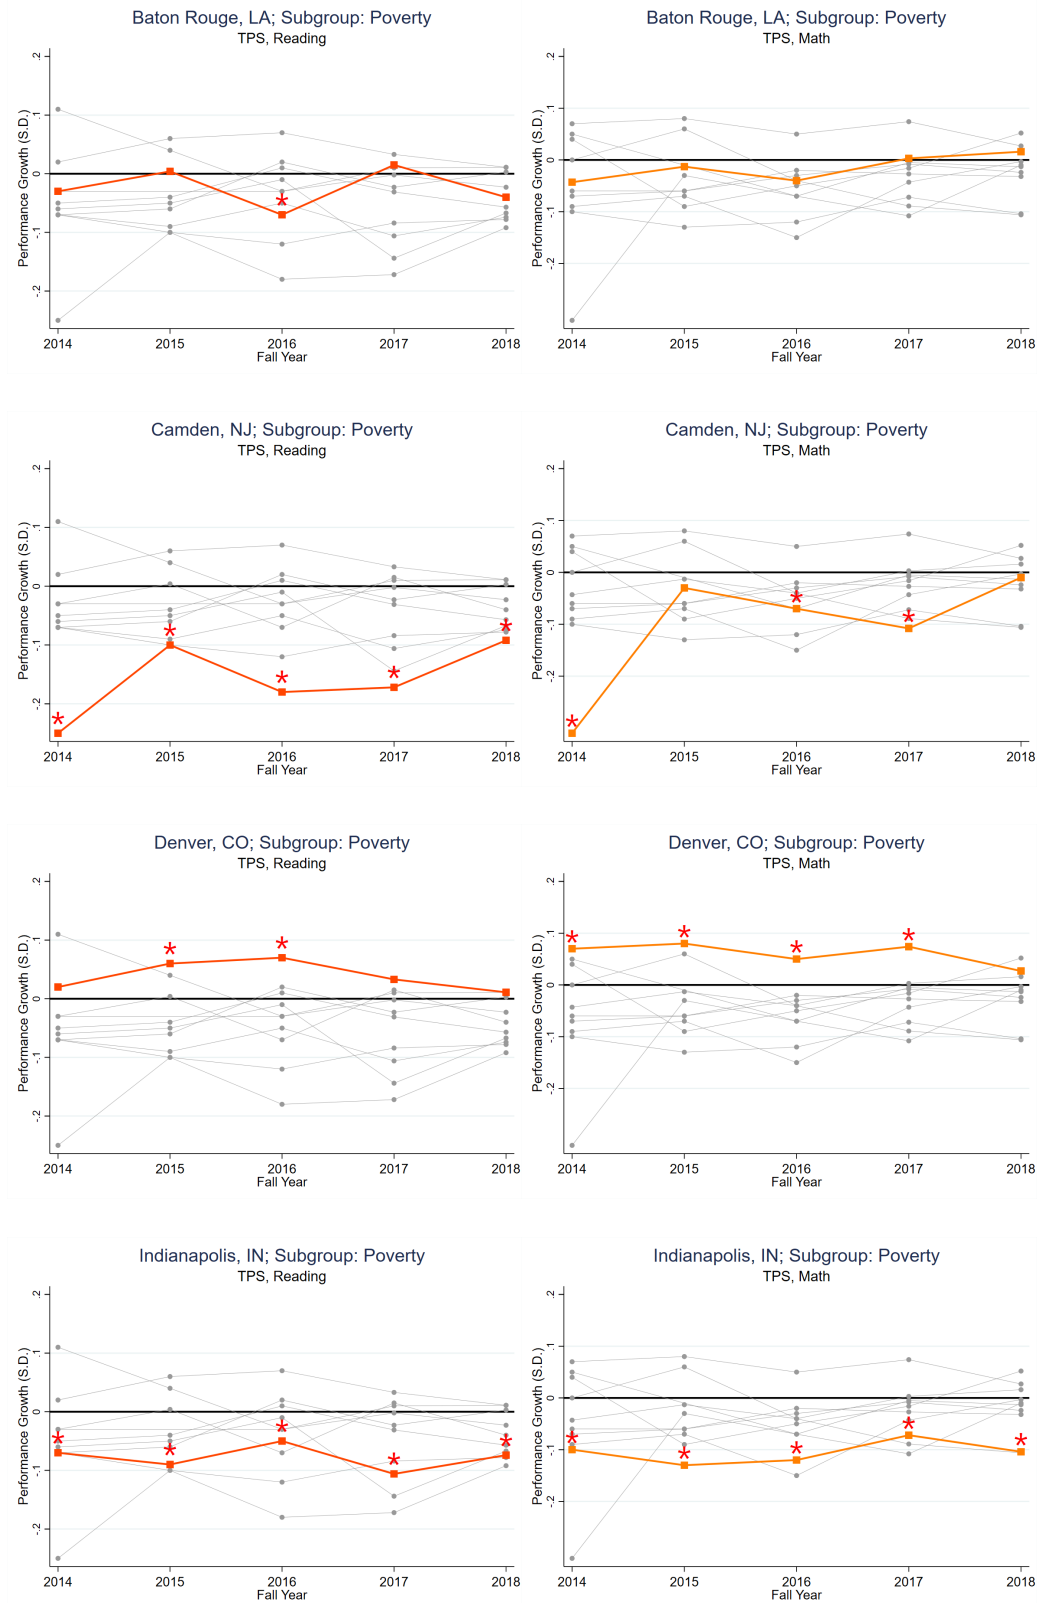 Baton Rouge, LA; Subgroup: Poverty
TPS, Reading
Performance Growth (S.D.)
.2
.1
0
-.1
-.2
2014 2015 2016 2017 2018
Fall Year
Baton Rouge, LA; Subgroup: Poverty
TPS, Math
Performance Growth (S.D.)
.2
.1
0
-.1
-.2
2014 2015 2016 2017 2018
Fall Year
Camden, NJ; Subgroup: Poverty
TPS, Reading
Performance Growth (S.D.)
.2
.1
0
-.1
-.2
2014 2015 2016 2017 2018
Fall Year
Camden, NJ; Subgroup: Poverty
TPS, Math
Performance Growth (S.D.)
.2
.1
0
-.1
-.2
2014 2015 2016 2017 2018
Fall Year
Denver, CO; Subgroup: Poverty
TPS, Reading
Performance Growth (S.D.)
.2
.1
0
-.1
-.2
2014 2015 2016 2017 2018
Fall Year
Denver, CO; Subgroup: Poverty
TPS, Math
Performance Growth (S.D.)
.2
.1
0
-.1
-.2
2014 2015 2016 2017 2018
Fall Year
Indianapolis, IN; Subgroup: Poverty
TPS, Reading
Performance Growth (S.D.)
.2
.1
0
-.1
-.2
2014 2015 2016 2017 2018
Fall Year
Indianapolis, IN; Subgroup: Poverty
TPS, Math
Performance Growth (S.D.)
.2
.1
0
-.1
-.2
2014 2015 2016 2017 2018
Fall Year